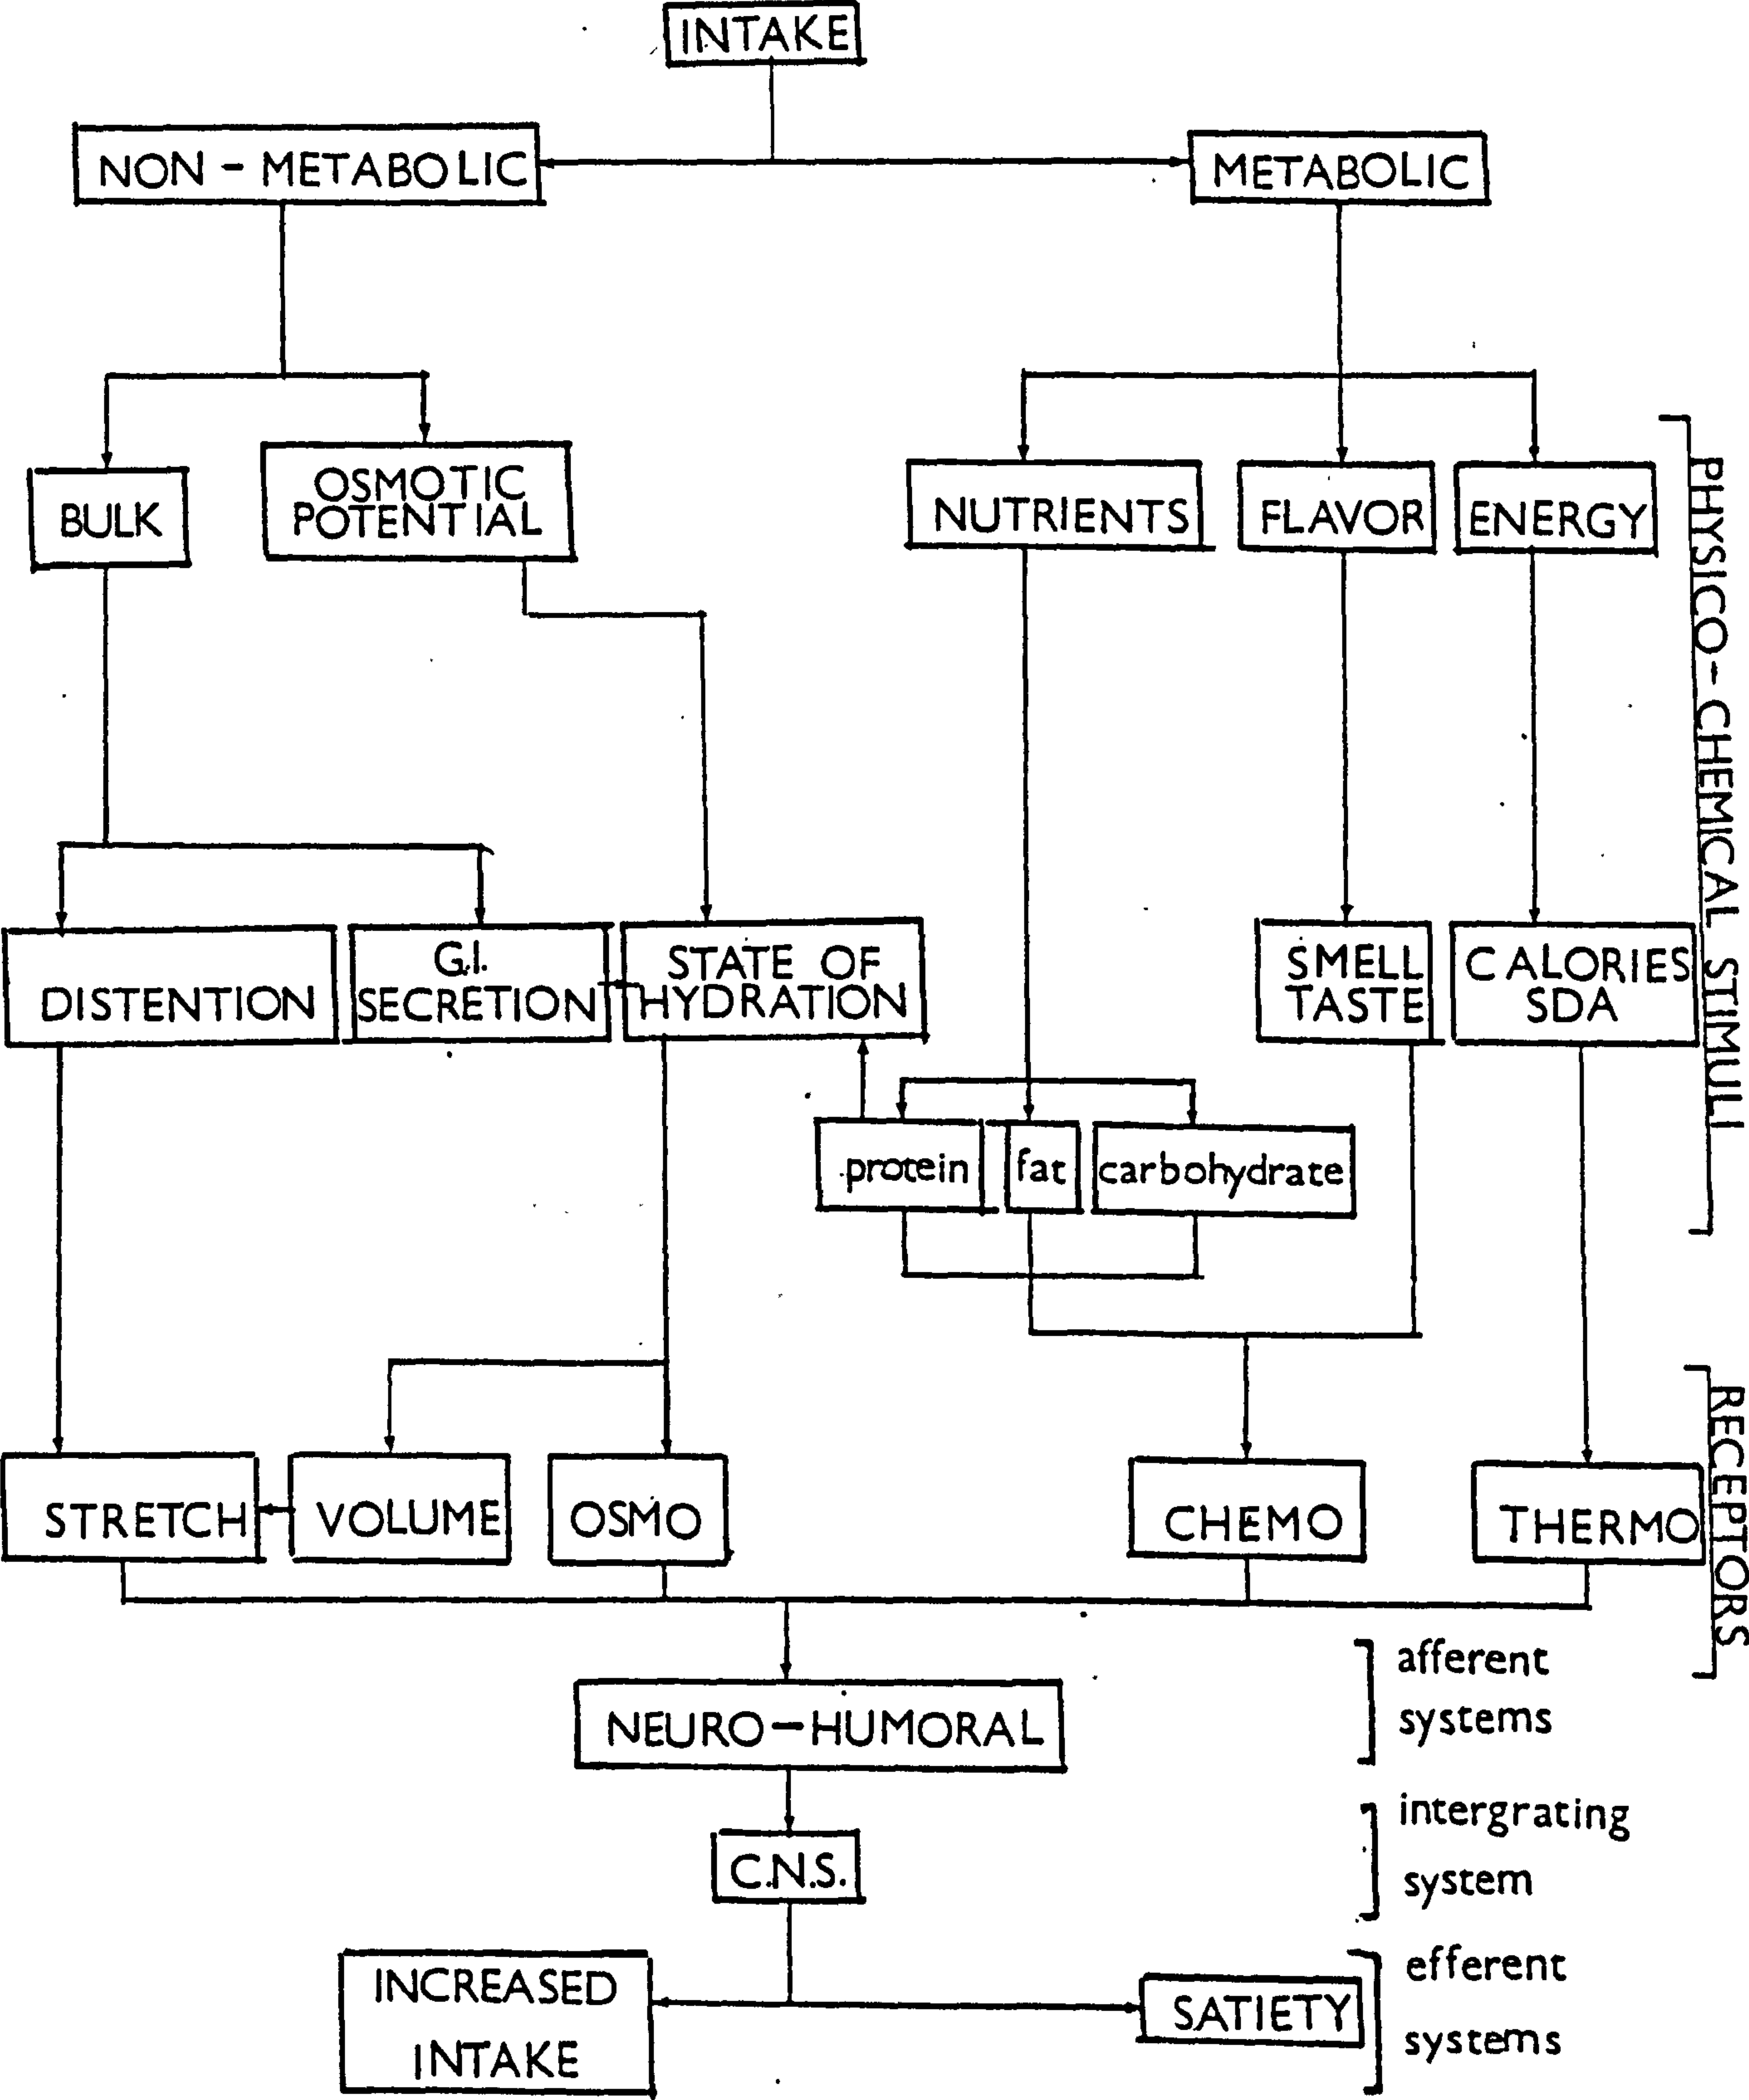 INTAKE
NON - METABOLIC
METABOLIC
BULK
OSMOTIC
POTENTIAL
NUTRIENTS
FLAVOR
ENERGY
PHYSICO-CHEMICAL STIMULI
DISTENTION
G.I.
SECRETION
STATE OF
HYDRATION
SMELL
TASTE
CALORIES
SDA
protein
fat
carbohydrate
STRETCH
VOLUME
OSMO
CHEMO
THERMO
RECEPTORS
NEURO-HUMORAL
afferent
systems
C.N.S.
intergrating
system
INCREASED
INTAKE
SATIETY
efferent
systems